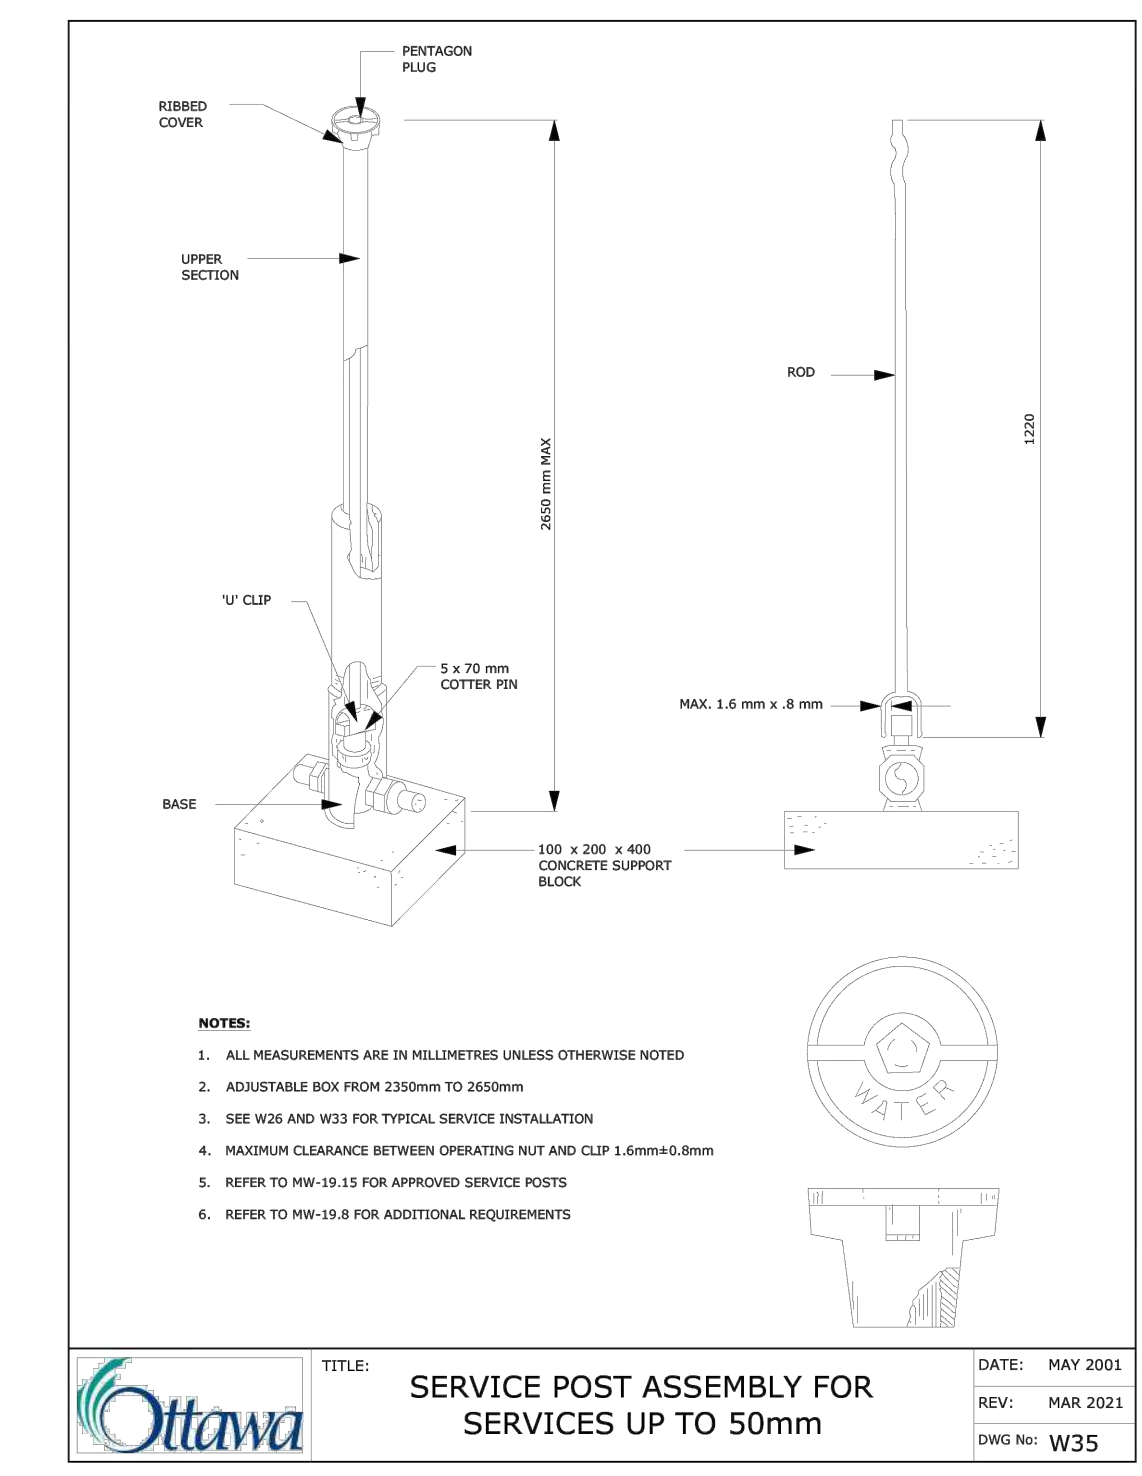 PENTAGON
PLUG
RIBBED
COVER
UPPER
SECTION
ROD
2650 mm MAX
1220
'U' CLIP
5 x 70 mm
COTTER PIN
MAX. 1.6 mm x .8 mm
BASE
100 x 200 x 400
CONCRETE SUPPORT
BLOCK
WATER
NOTES:
1. ALL MEASUREMENTS ARE IN MILLIMETRES UNLESS OTHERWISE NOTED
2. ADJUSTABLE BOX FROM 2350mm TO 2650mm
3. SEE W26 AND W33 FOR TYPICAL SERVICE INSTALLATION
4. MAXIMUM CLEARANCE BETWEEN OPERATING NUT AND CLIP 1.6mm±0.8mm
5. REFER TO MW-19.15 FOR APPROVED SERVICE POSTS
6. REFER TO MW-19.8 FOR ADDITIONAL REQUIREMENTS
Ottawa
TITLE:
SERVICE POST ASSEMBLY FOR
SERVICES UP TO 50mm
DATE: MAY 2001
REV: MAR 2021
DWG No: W35